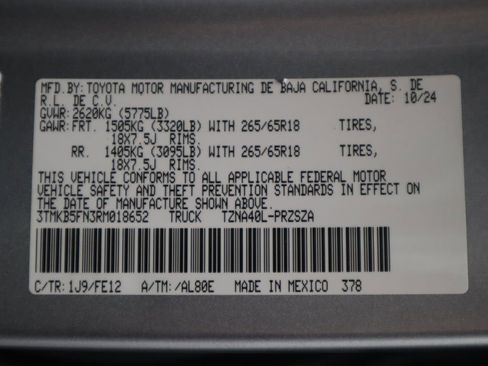 MFD.BY:TOYOTA MOTOR MANUFACTURING DE BAJA CALIFORNIA, S. DE
R.L. DE C.V. DATE: 10/24
GVWR:2620KG (5775LB)
GAWR:FRT. 1505KG (3320LB) WITH 265/65R18 TIRES,
18X7.5J RIMS.
RR. 1405KG (3095LB) WITH 265/65R18 TIRES,
18X7.5J RIMS.
THIS VEHICLE CONFORMS TO ALL APPLICABLE FEDERAL MOTOR
VEHICLE SAFETY AND THEFT PREVENTION STANDARDS IN EFFECT ON
THE DATE OF MANUFACTURE SHOWN ABOVE.
3TMKB5FN3RM018652 TRUCK TZNA40L-PRZSZA
C/TR:1J9/FE12 A/TM:/AL80E MADE IN MEXICO 378